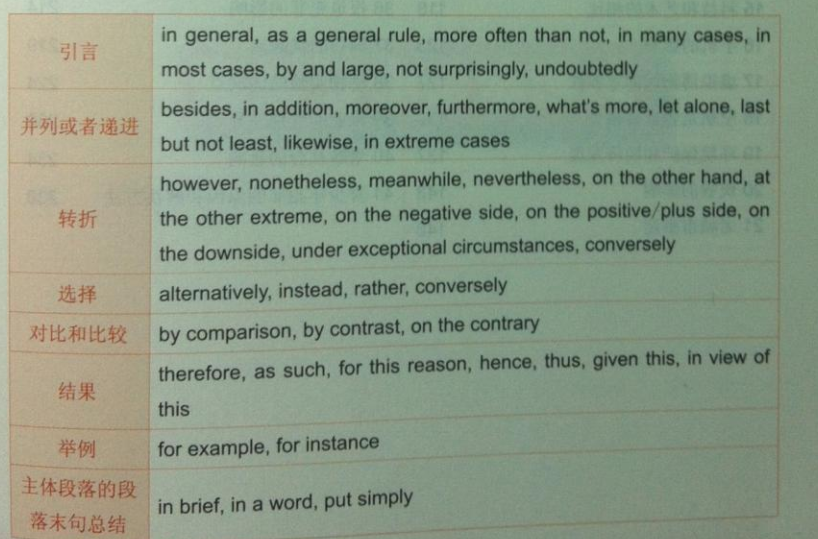 引言
in general, as a general rule, more often than not, in many cases, in
most cases, by and large, not surprisingly, undoubtedly
并列或者递进
besides, in addition, moreover, furthermore, what's more, let alone, last
but not least, likewise, in extreme cases
转折
however, nonetheless, meanwhile, nevertheless, on the other hand, at
the other extreme, on the negative side, on the positive/plus side, on
the downside, under exceptional circumstances, conversely
选择
alternatively, instead, rather, conversely
对比和比较
by comparison, by contrast, on the contrary
结果
therefore, as such, for this reason, hence, thus, given this, in view of
this
举例
for example, for instance
主体段落的段
落末句总结
in brief, in a word, put simply